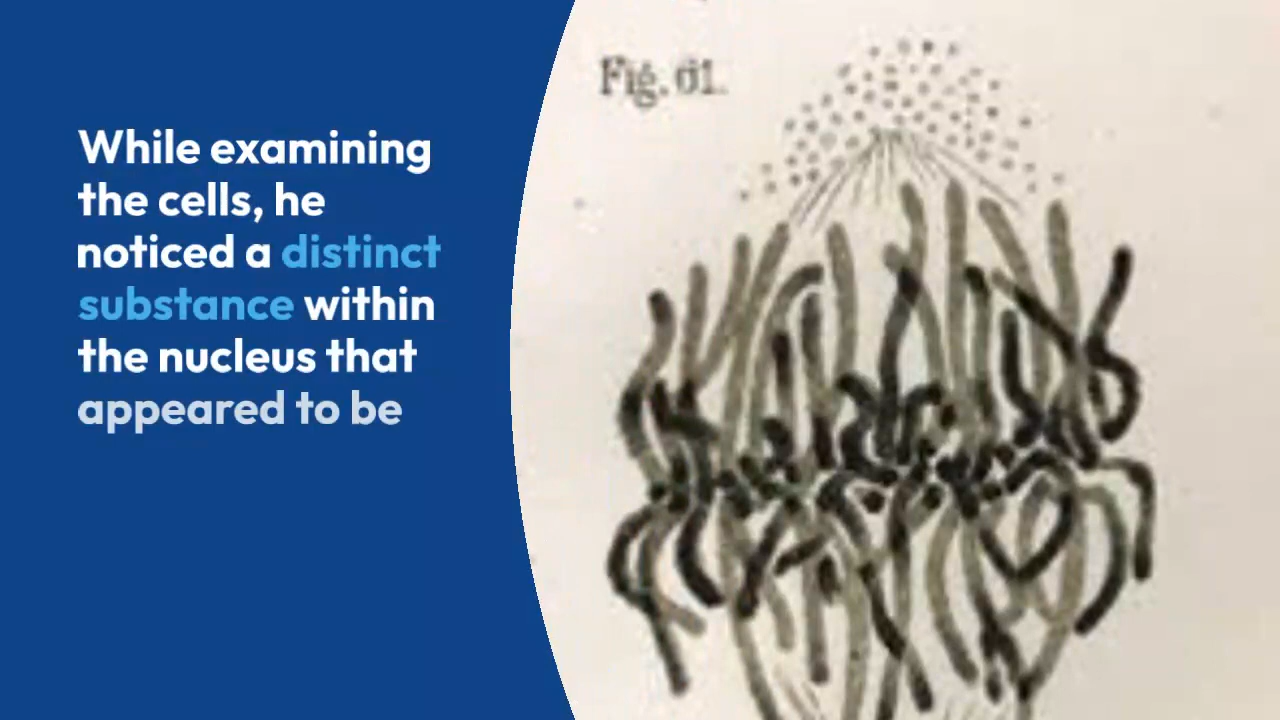 While examining
the cells, he
noticed a distinct
substance within
the nucleus that
appeared to be
Fig. 61.